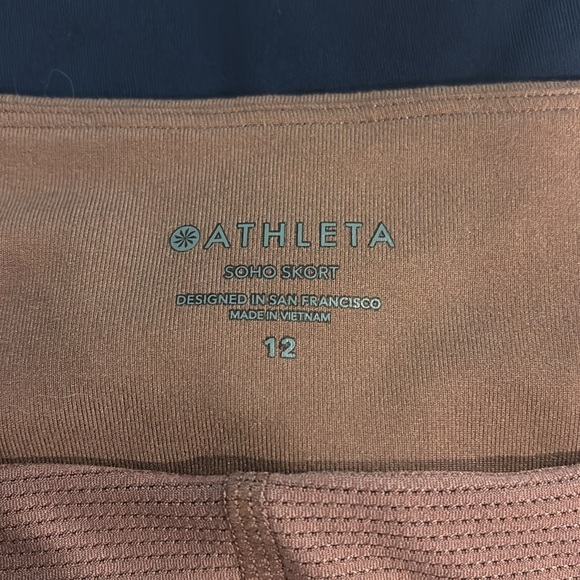 ATHLETA
SOHO SKORT
DESIGNED IN SAN FRANCISCO
MADE IN VIETNAM
12